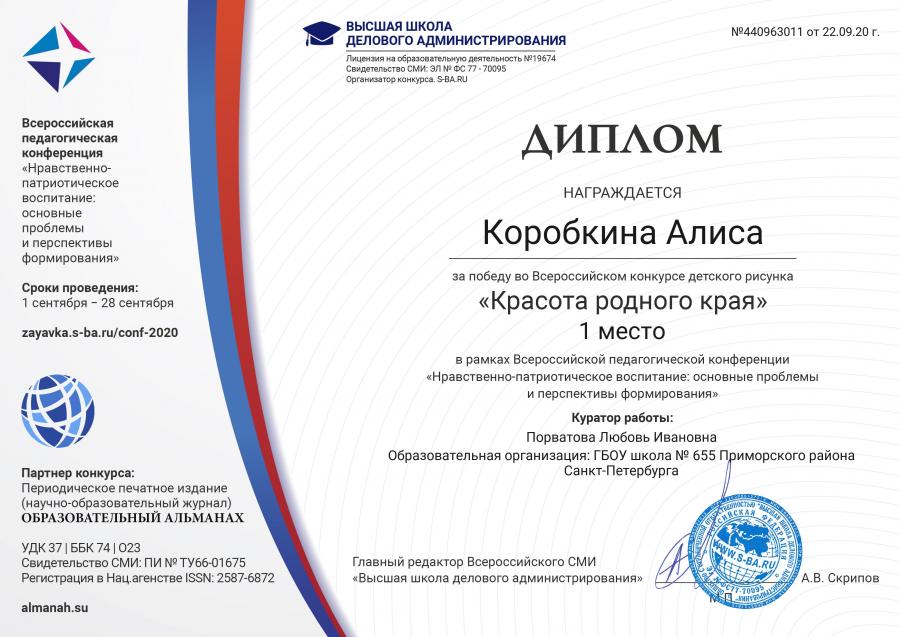 ВЫСШАЯ ШКОЛА
ДЕЛОВОГО АДМИНИСТРИРОВАНИЯ
Лицензия на образовательную деятельность №19674
Свидетельство СМИ: ЭЛ № ФС 77 - 70095
Организатор конкурса. S-BA.RU
№440963011 от 22.09.20 г.
Всероссийская
педагогическая
конференция
«Нравственно-
патриотическое
воспитание:
основные
проблемы
и перспективы
формирования»
Сроки проведения:
1 сентября – 28 сентября
zayavka.s-ba.ru/conf-2020
Партнер конкурса:
Периодическое печатное издание
(научно-образовательный журнал)
ОБРАЗОВАТЕЛЬНЫЙ АЛЬМАНАХ
УДК 37 | ББК 74 | О23
Свидетельство СМИ: ПИ № ТУ66-01675
Регистрация в Нац.агенстве ISSN: 2587-6872
almanah.su
ДИПЛОМ
НАГРАЖДАЕТСЯ
Коробкина Алиса
за победу во Всероссийском конкурсе детского рисунка
«Красота родного края»
1 место
в рамках Всероссийской педагогической конференции
«Нравственно-патриотическое воспитание: основные проблемы
и перспективы формирования»
Куратор работы:
Порватова Любовь Ивановна
Образовательная организация: ГБОУ школа № 655 Приморского района
Санкт-Петербурга
Главный редактор Всероссийского СМИ
«Высшая школа делового администрирования»
А.В. Скрипов
WWW.S-BA.RU